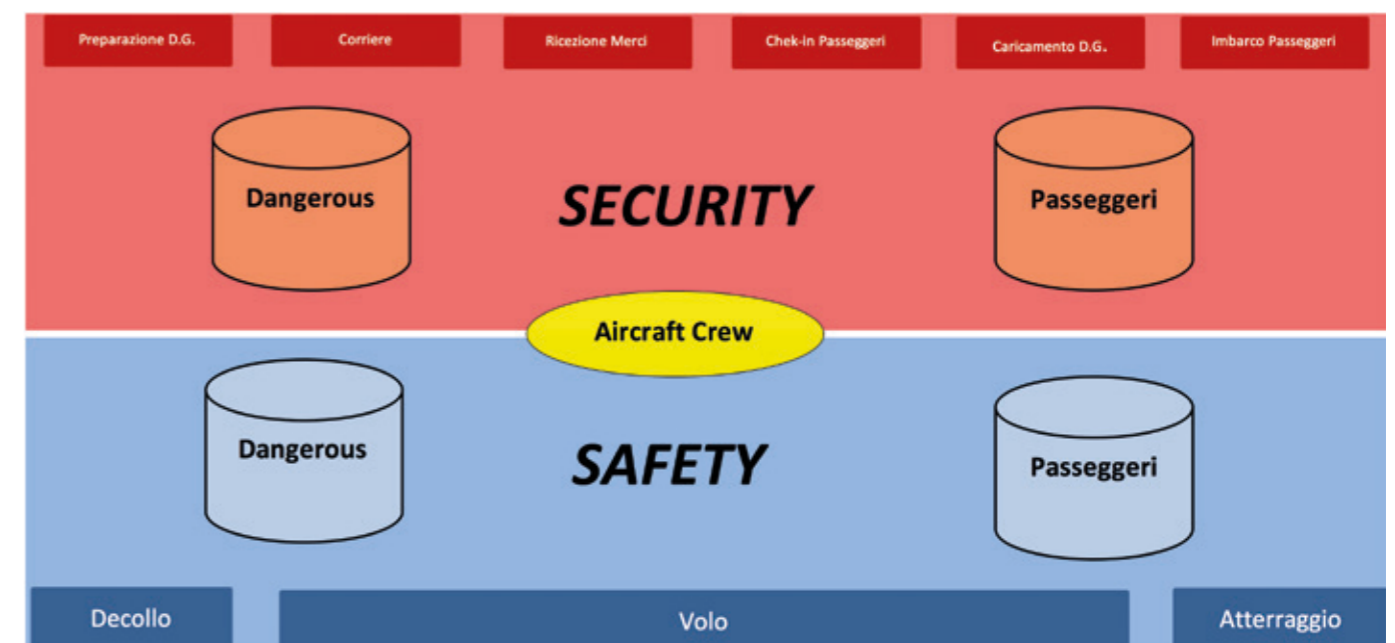 Preparazione D.G.
Corriere
Ricezione Merci
Chek-in Passeggeri
Caricamento D.G.
Imbarco Passeggeri
Dangerous
SECURITY
Passeggeri
Aircraft Crew
Dangerous
SAFETY
Passeggeri
Decollo
Volo
Atterraggio